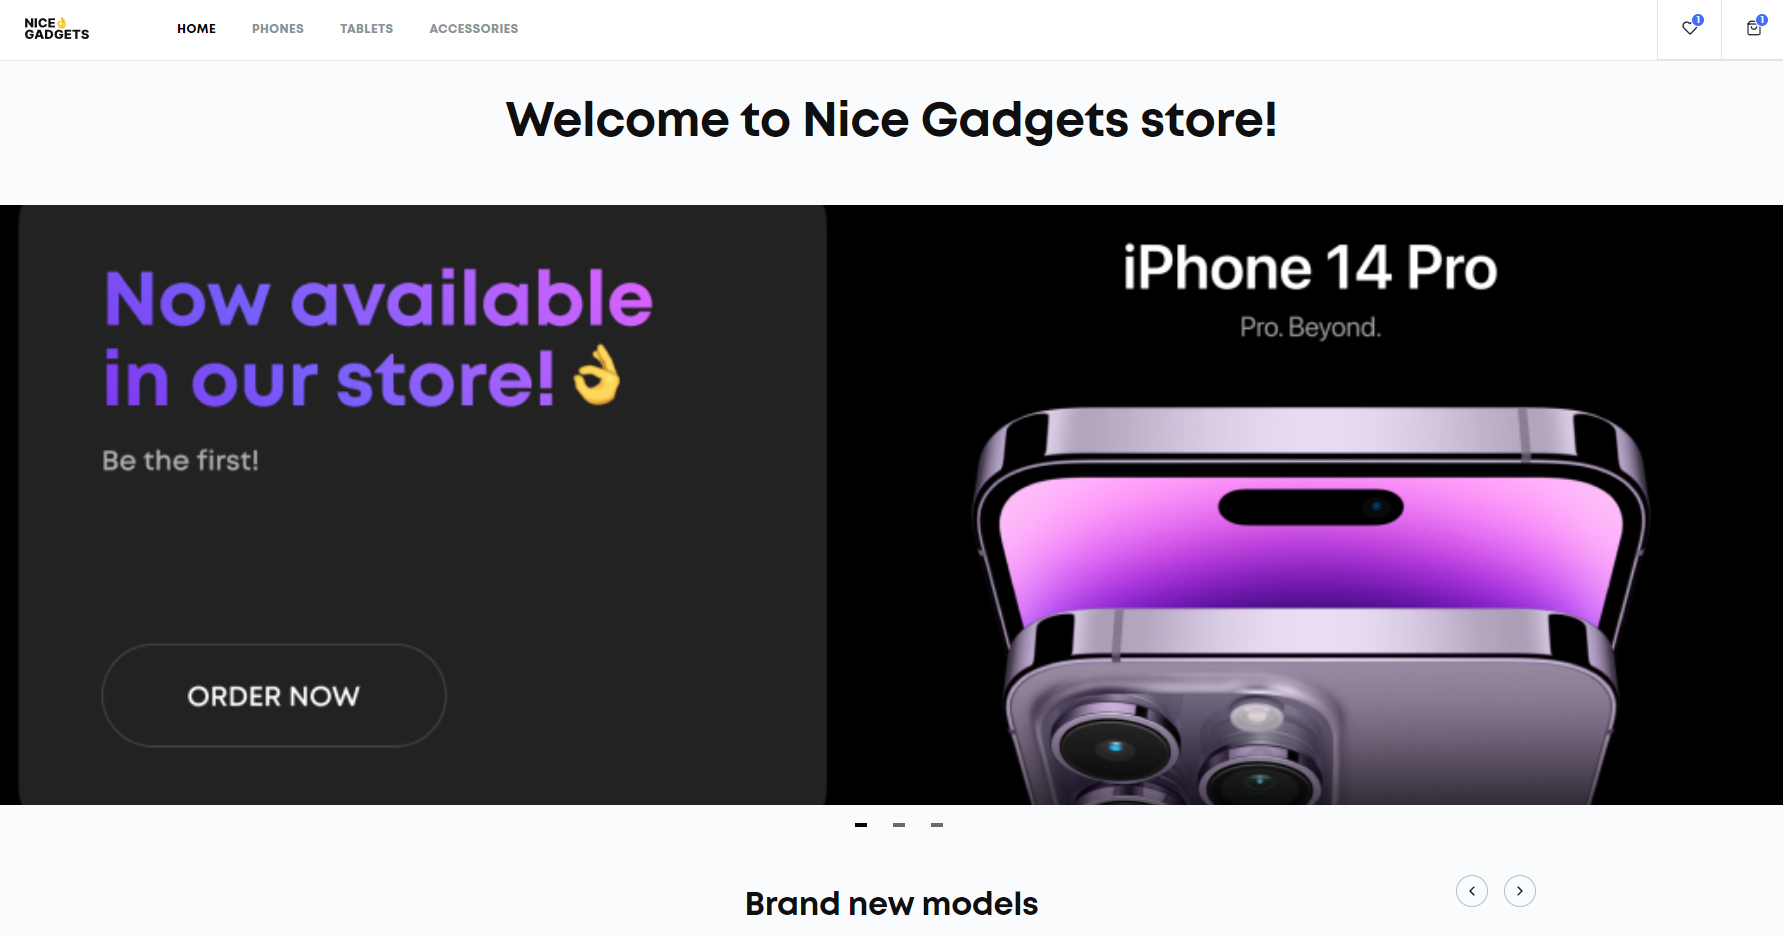 NICE👌
GADGETS
HOME
PHONES
TABLETS
ACCESSORIES
1
1
Welcome to Nice Gadgets store!
Now available
in our store!👌
Be the first!
ORDER NOW
iPhone 14 Pro
Pro. Beyond.
Brand new models